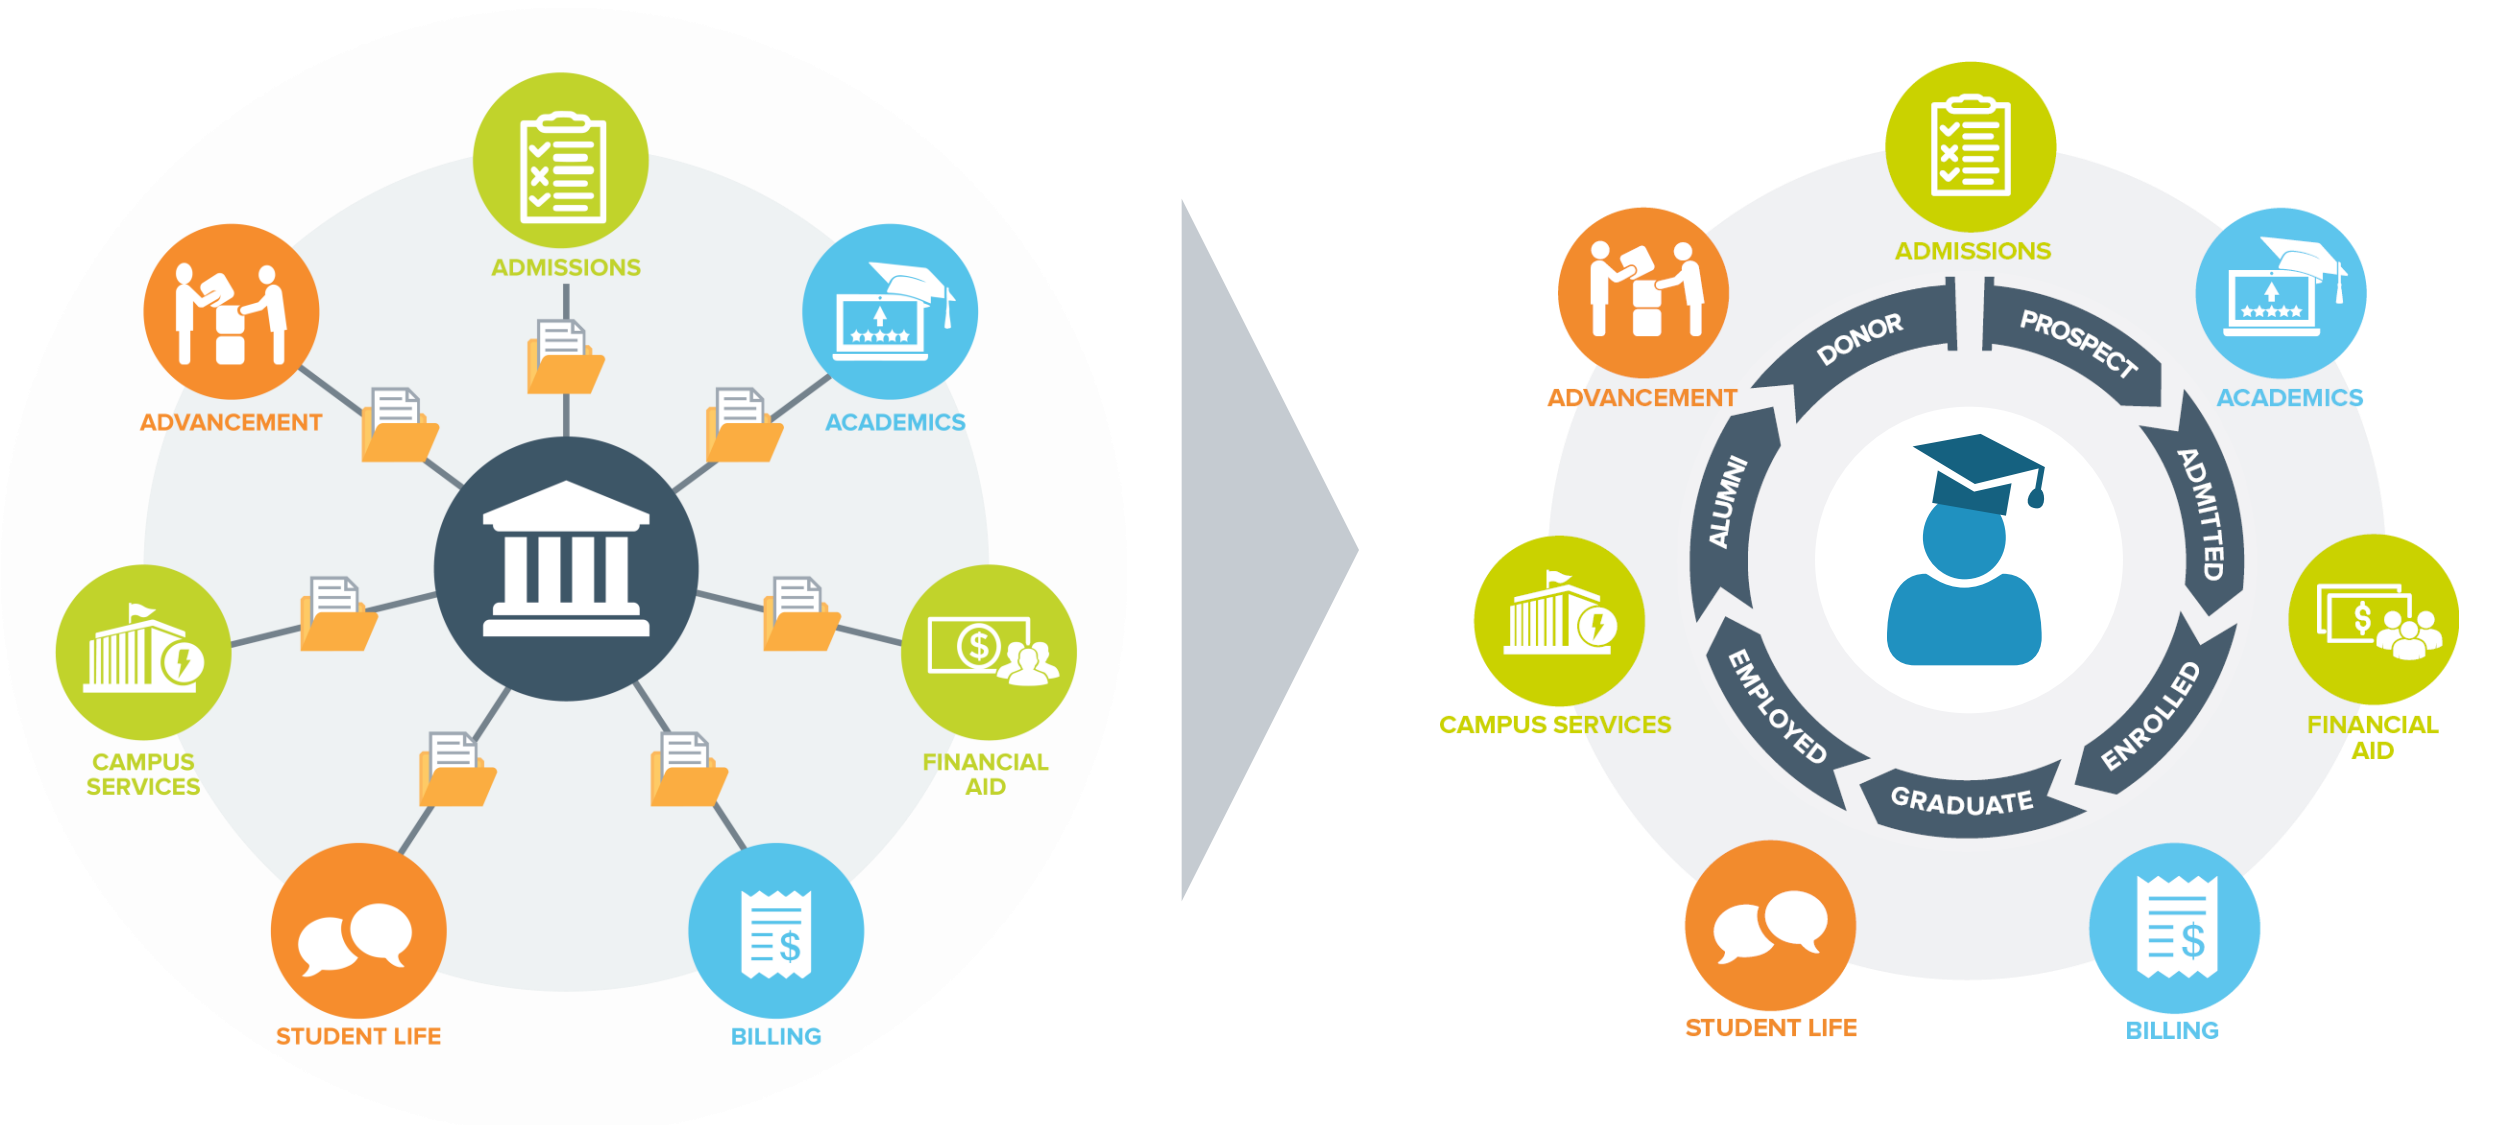 ADMISSIONS
ADVANCEMENT
ACADEMICS
$
CAMPUS
SERVICES
FINANCIAL
AID
$
STUDENT LIFE
BILLING
ADMISSIONS
ADVANCEMENT
ACADEMICS
DONOR
PROSPECT
ALUMNI
ADMITTED
$
CAMPUS SERVICES
FINANCIAL
AID
EMPLOYED
ENROLLED
GRADUATE
$
STUDENT LIFE
BILLING